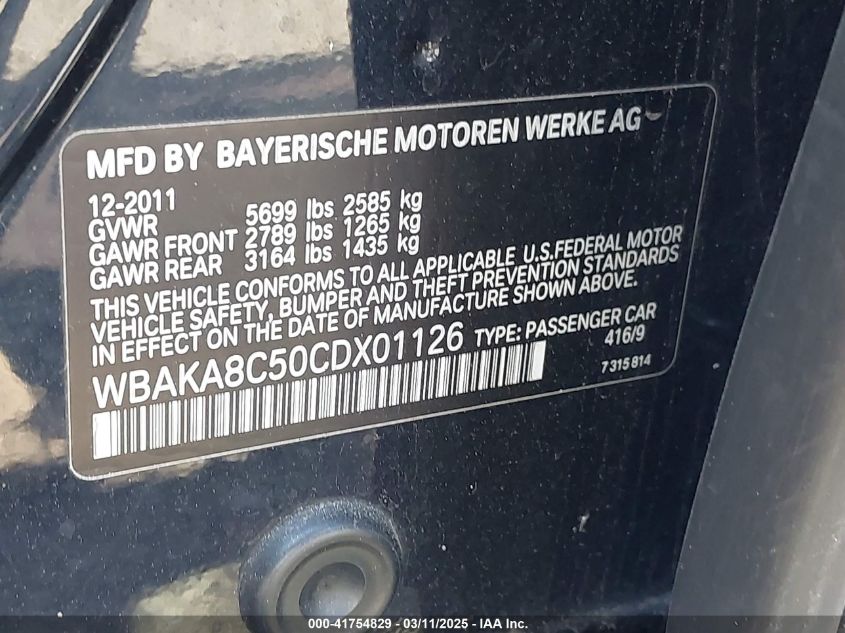 MFD BY BAYERISCHE MOTOREN WERKE AG
12-2011
GVWR 5699 lbs 2585 kg
GAWR FRONT 2789 lbs 1265 kg
GAWR REAR 3164 lbs 1435 kg
THIS VEHICLE CONFORMS TO ALL APPLICABLE U.S.FEDERAL MOTOR
VEHICLE SAFETY, BUMPER AND THEFT PREVENTION STANDARDS
IN EFFECT ON THE DATE OF MANUFACTURE SHOWN ABOVE.
WBAKA8C50CDX01126 TYPE: PASSENGER CAR
416/9
7 315 814
000-41754829 - 03/11/2025 - IAA Inc.